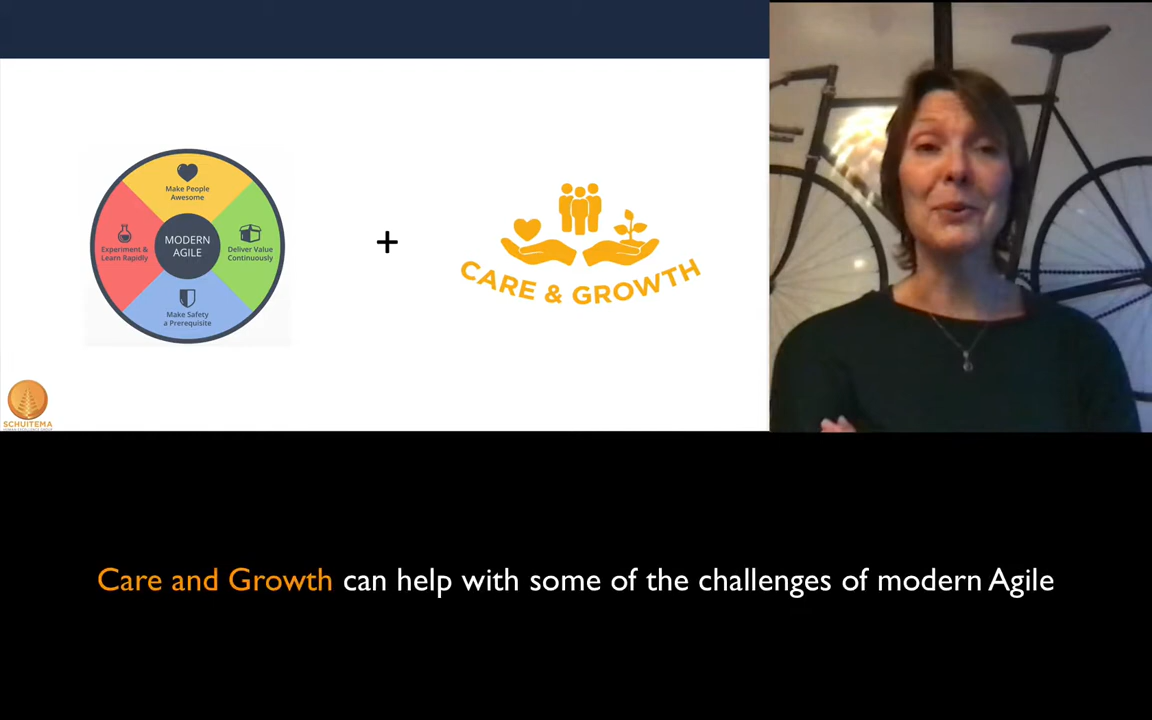 Make People
Awesome
Experiment &
Learn Rapidly
MODERN
AGILE
Deliver Value
Continuously
Make Safety
a Prerequisite
+
CARE & GROWTH
SCHUITEMA
Care and Growth can help with some of the challenges of modern Agile